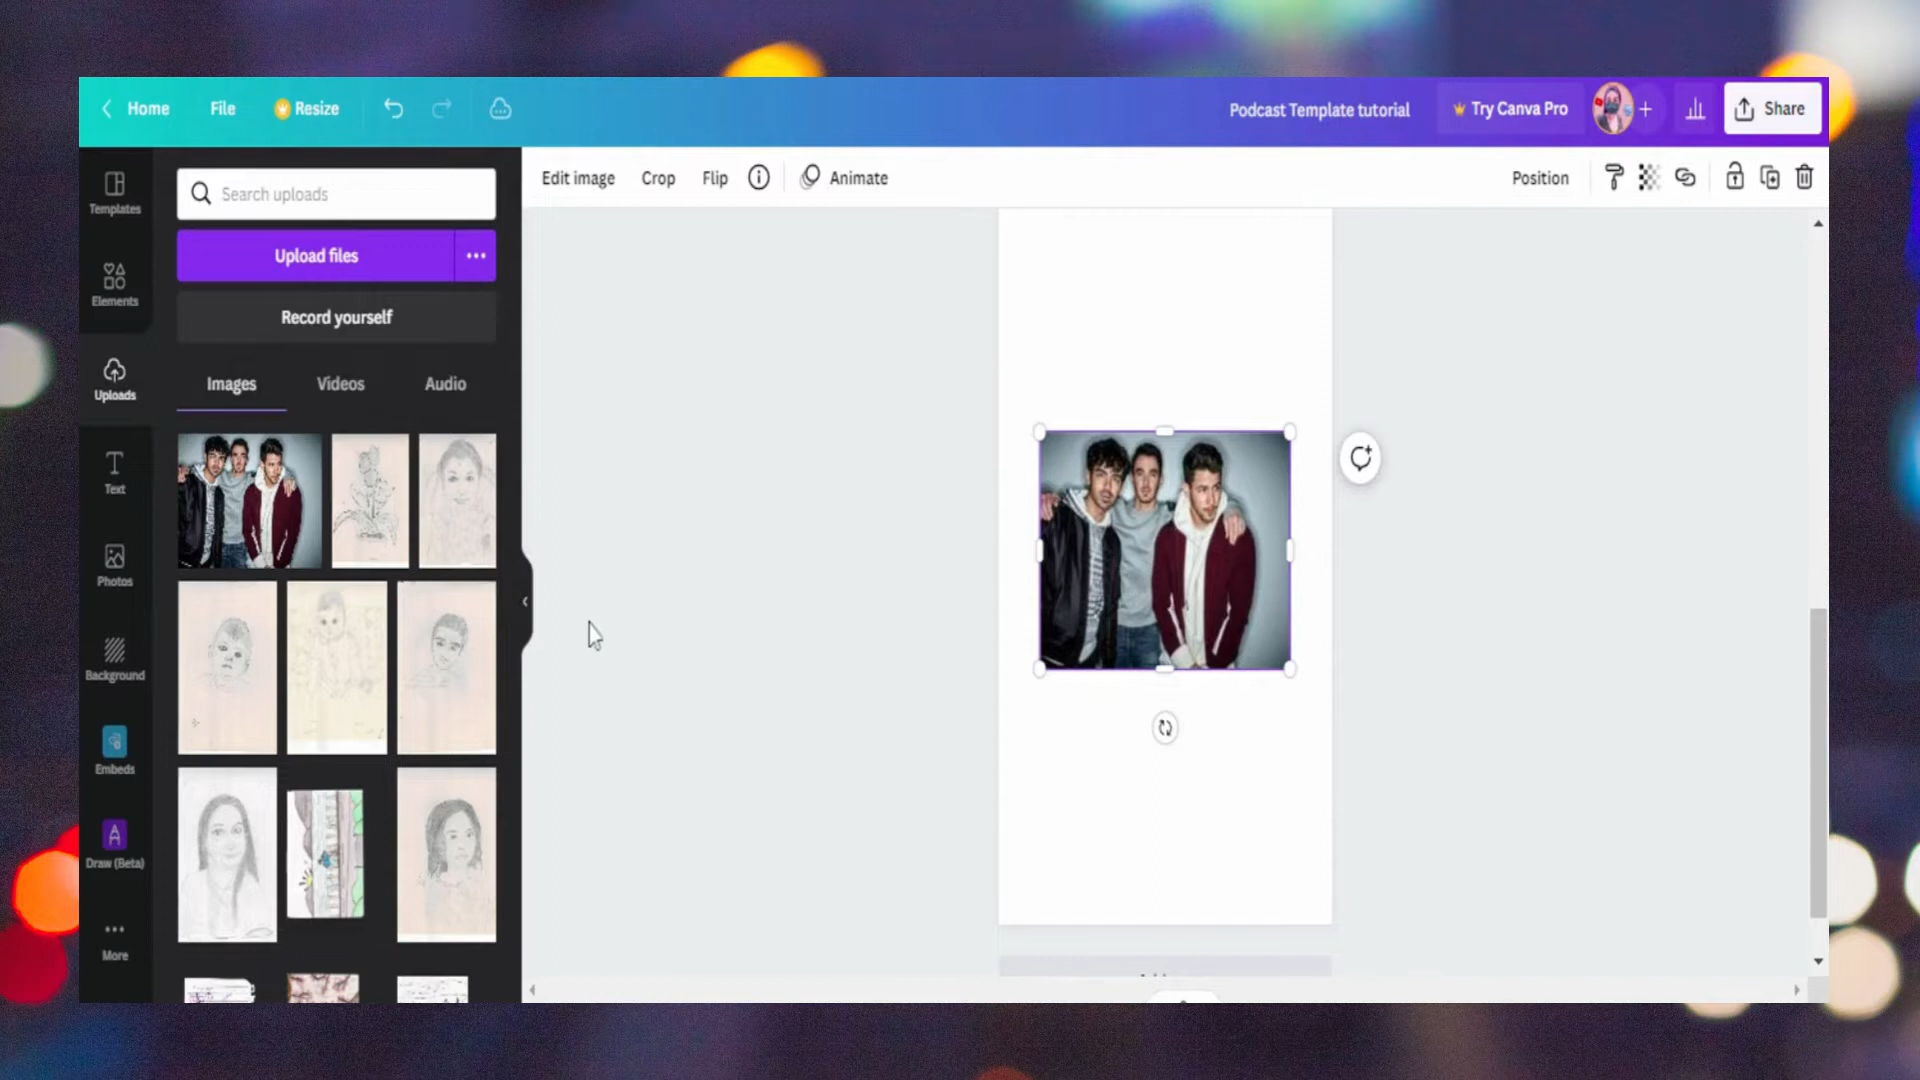 Home File Resize Podcast Template tutorial Try Canva Pro + Share
Edit image Crop Flip Animate Position
Templates
Search uploads
Upload files
Elements
Record yourself
Uploads
Images Videos Audio
Text
Photos
Background
Embeds
Draw (Beta)
More